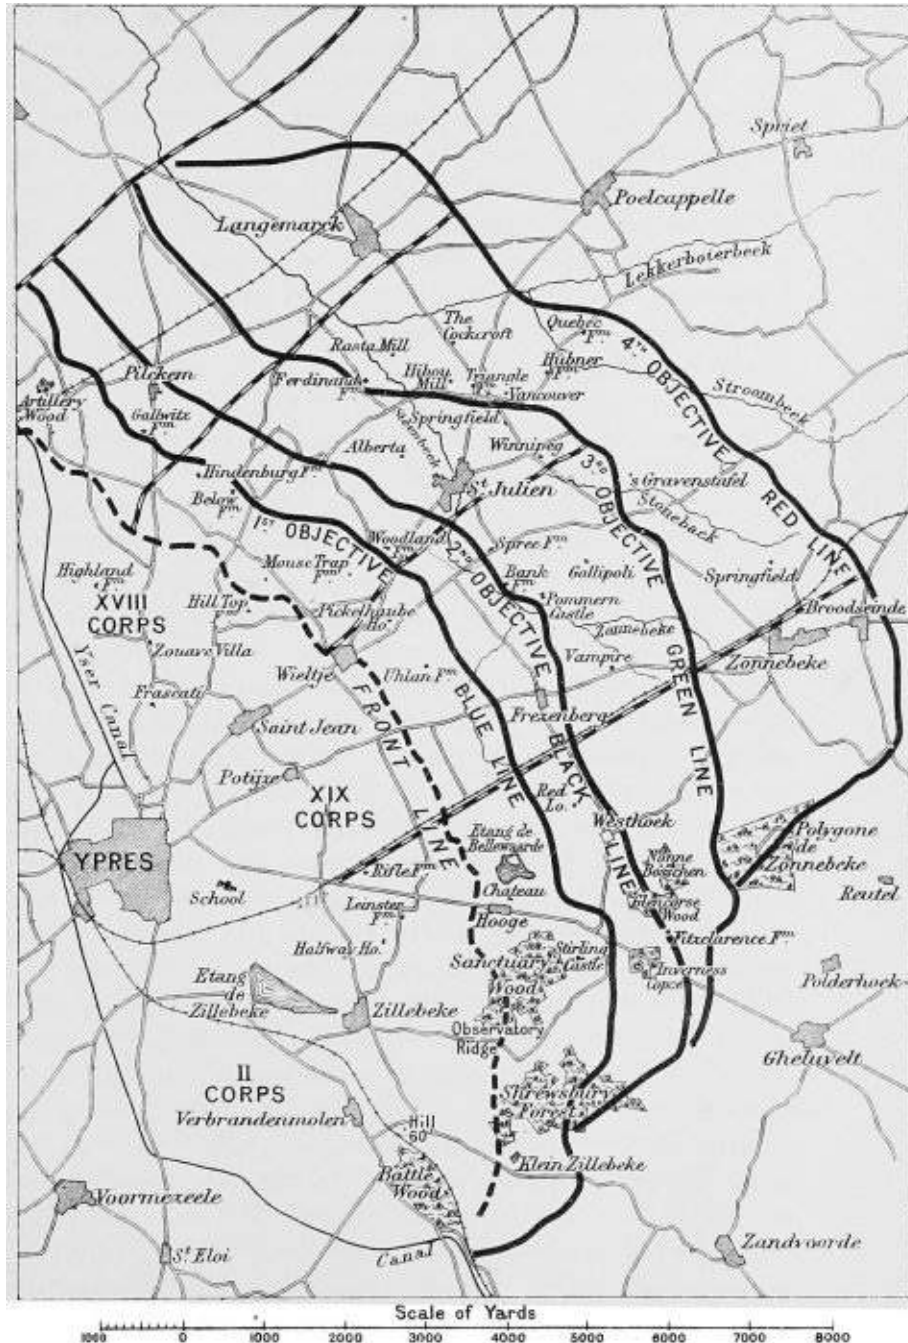 Spriet
Poelcappelle
Langemarck
Lekkerboterbeek
The
Cockcroft
Quebec
Fm
4TH OBJECTIVE RED LINE
Rasta Mill
Hübner
Fm
Pilckem
Ferdinand
Fm
Hibou
Mill
Triangle
Fm
Vancouver
Stroombeek
Artillery
Wood
Gallwitz
Fm
Springfield
Alberta
Winnipeg
Hindenburg Fm
St Julien
3RD OBJECTIVE GREEN LINE
's Gravenstafel
Below
Fm
Stoneback
1ST OBJECTIVE BLUE LINE
Woodland
Fm
2ND OBJECTIVE BLACK LINE
Spree Fm
Highland
Fm
Mouse Trap
Fm
Bank
Fm
Gallipoli
Springfield
XVIII
CORPS
Hill Top
Fm
Pickelhaube
Ho.
Pommern
Castle
Broodseinde
Zonnebeke
Zouave Villa
Wieltje
Uhlan Fm
Vampire
Zonnebeke
Yser Canal
Frascati
FRONT LINE
Frezenberg
Saint Jean
Potijze
XIX
CORPS
Red
Lo.
Westhoek
YPRES
Etang de
Bellewaarde
Nonne
Bosschen
Polygone
de
Zonnebeke
Rifle Fm
Chateau
Glencorse
Wood
Reutel
School
Leinster
Fm
Hooge
Fitzclarence Fm
Halfway Ho.
Stirling
Castle
Sanctuary
Wood
Inverness
Copce
Polderhoek
Etang
de
Zillebeke
Zillebeke
Observatory
Ridge
Gheluvelt
II
CORPS
Shrewsbury
Forest
Verbrandenmolen
Hill
60
Klein Zillebeke
Battle
Wood
Voormezeele
St Eloi
Canal
Zandvoorde
Scale of Yards
1000 0 1000 2000 3000 4000 5000 6000 7000 8000